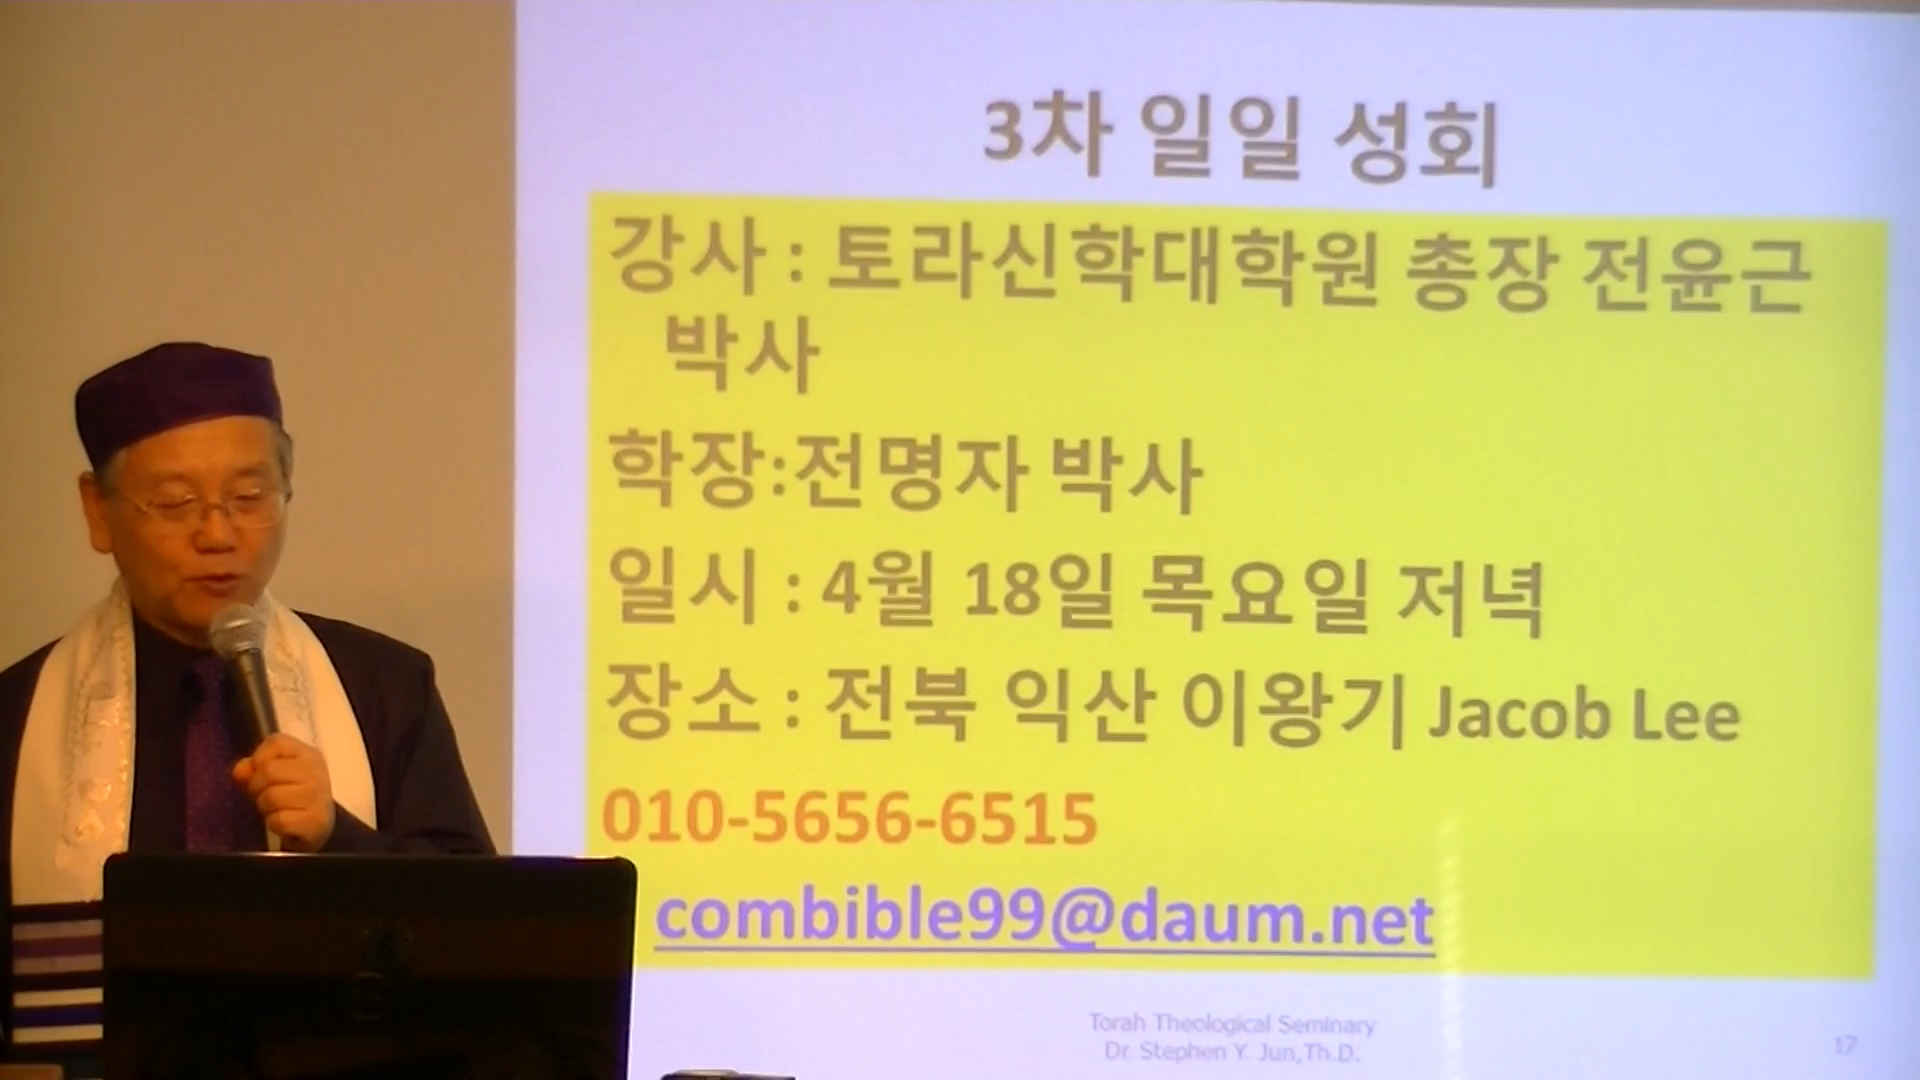 3차 일일 성회
강사 : 토라신학대학원 총장 전윤근
박사
학장:전명자 박사
일시 : 4월 18일 목요일 저녁
장소 : 전북 익산 이왕기 Jacob Lee
010-5656-6515
combible99@daum.net
Torah Theological Seminary
Dr. Stephen Y. Jun,Th.D.
17